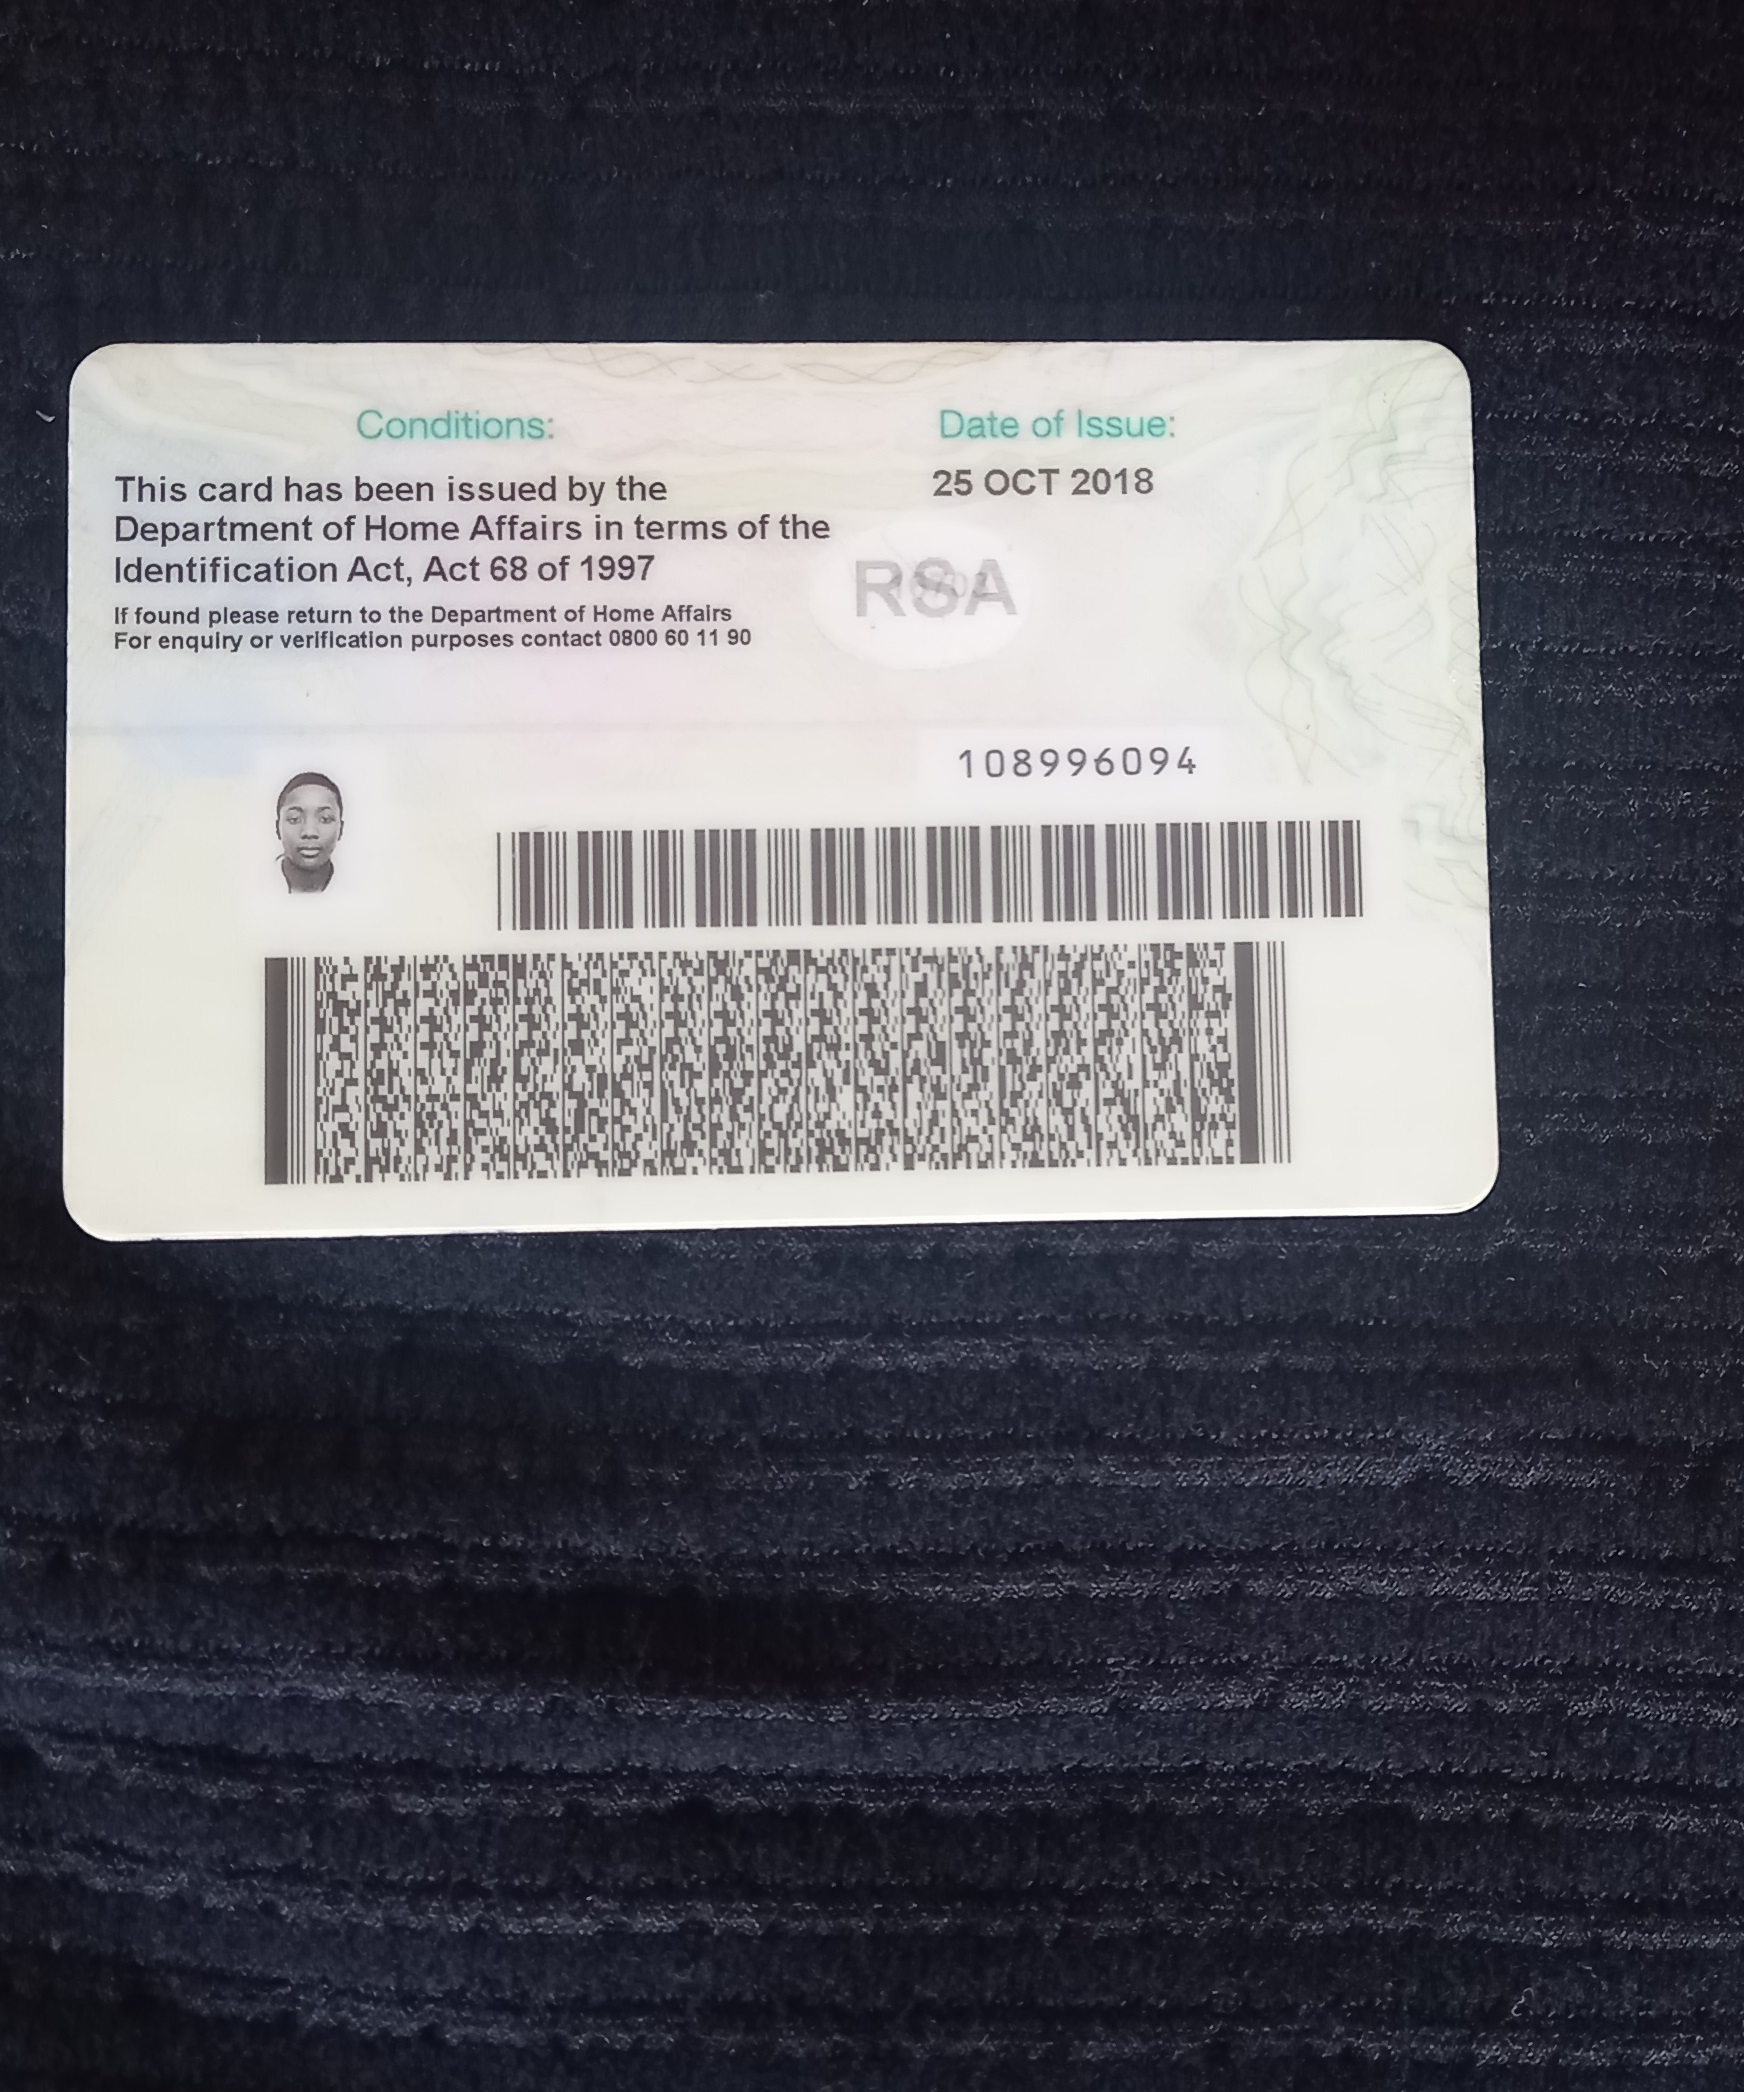 Conditions:
This card has been issued by the
Department of Home Affairs in terms of the
Identification Act, Act 68 of 1997
If found please return to the Department of Home Affairs
For enquiry or verification purposes contact 0800 60 11 90
Date of Issue:
25 OCT 2018
RSA
108996094